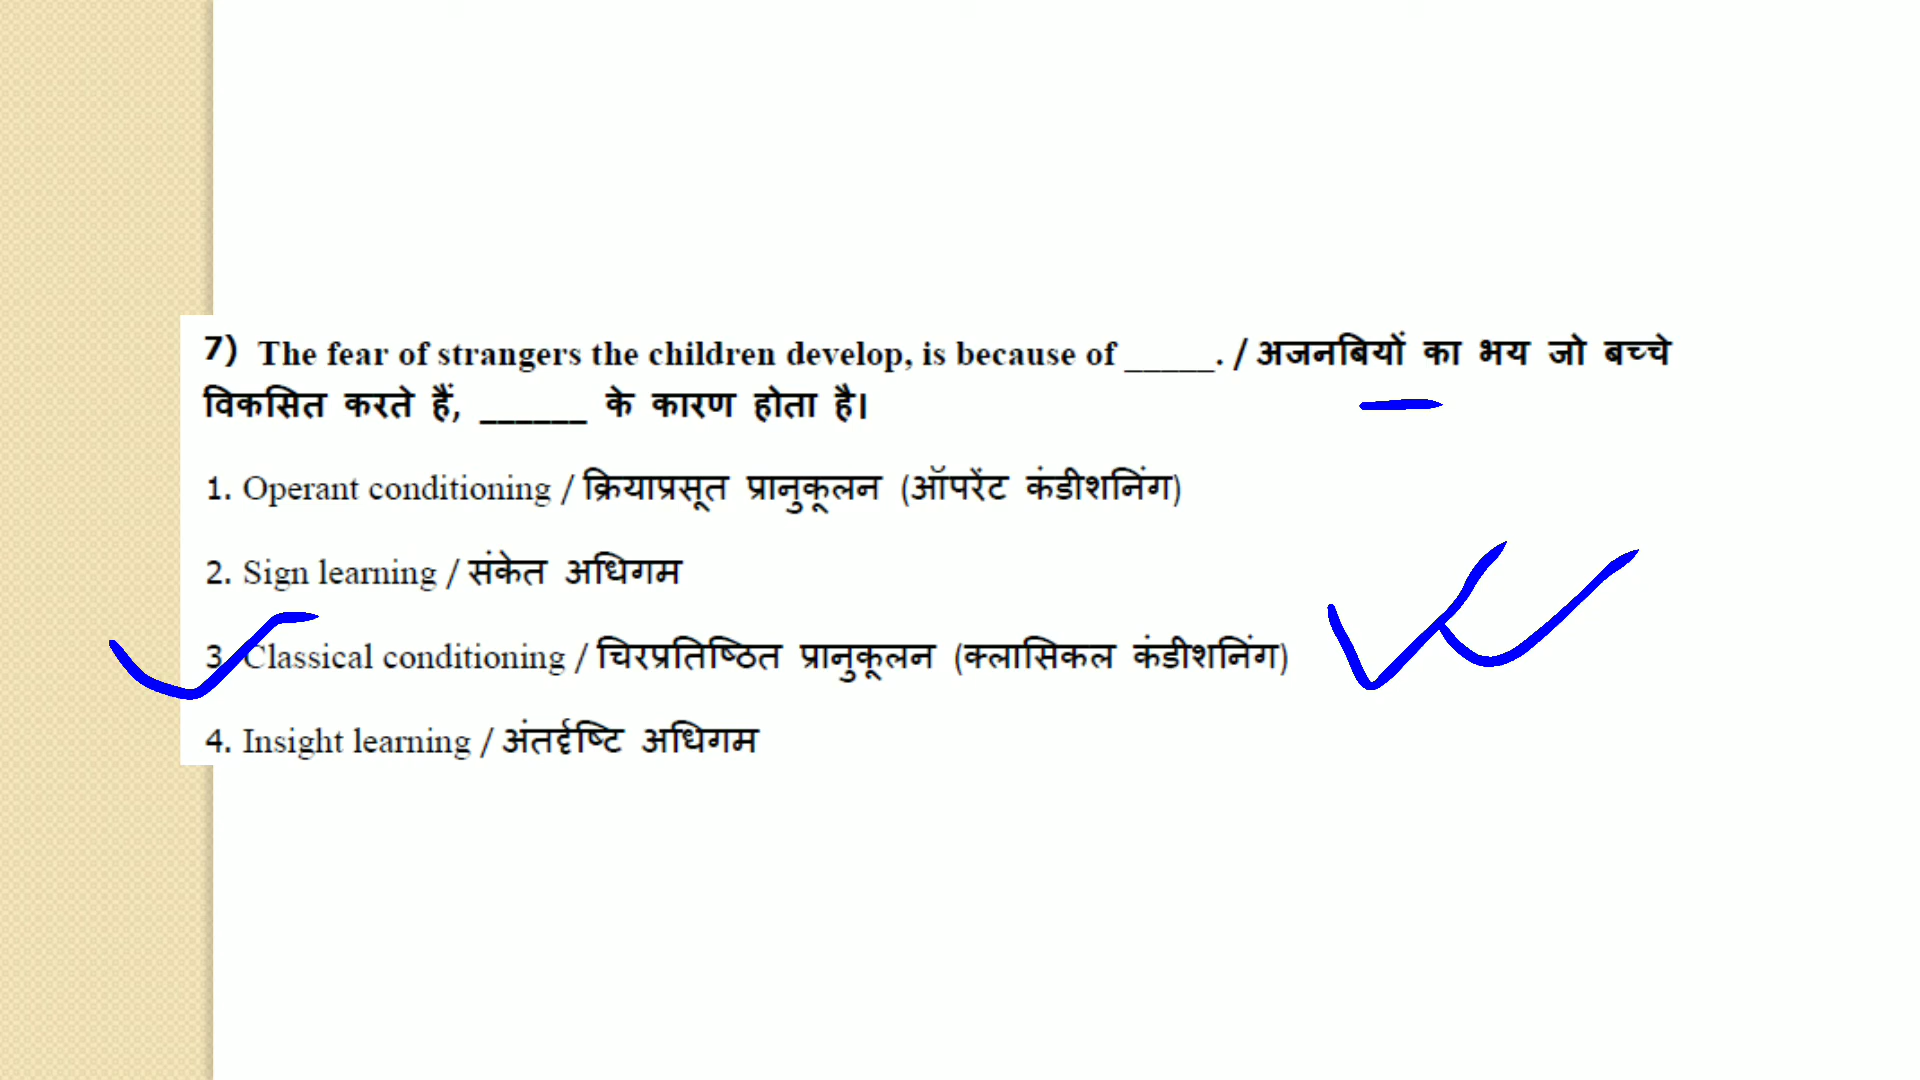 7) The fear of strangers the children develop, is because of _____. / अजनबियों का भय जो बच्चे
विकसित करते हैं, ______ के कारण होता है।
1. Operant conditioning / क्रियाप्रसूत प्रानुकूलन (ऑपरेंट कंडीशनिंग)
2. Sign learning / संकेत अधिगम
3. Classical conditioning / चिरप्रतिष्ठित प्रानुकूलन (क्लासिकल कंडीशनिंग)
4. Insight learning / अंतर्दृष्टि अधिगम